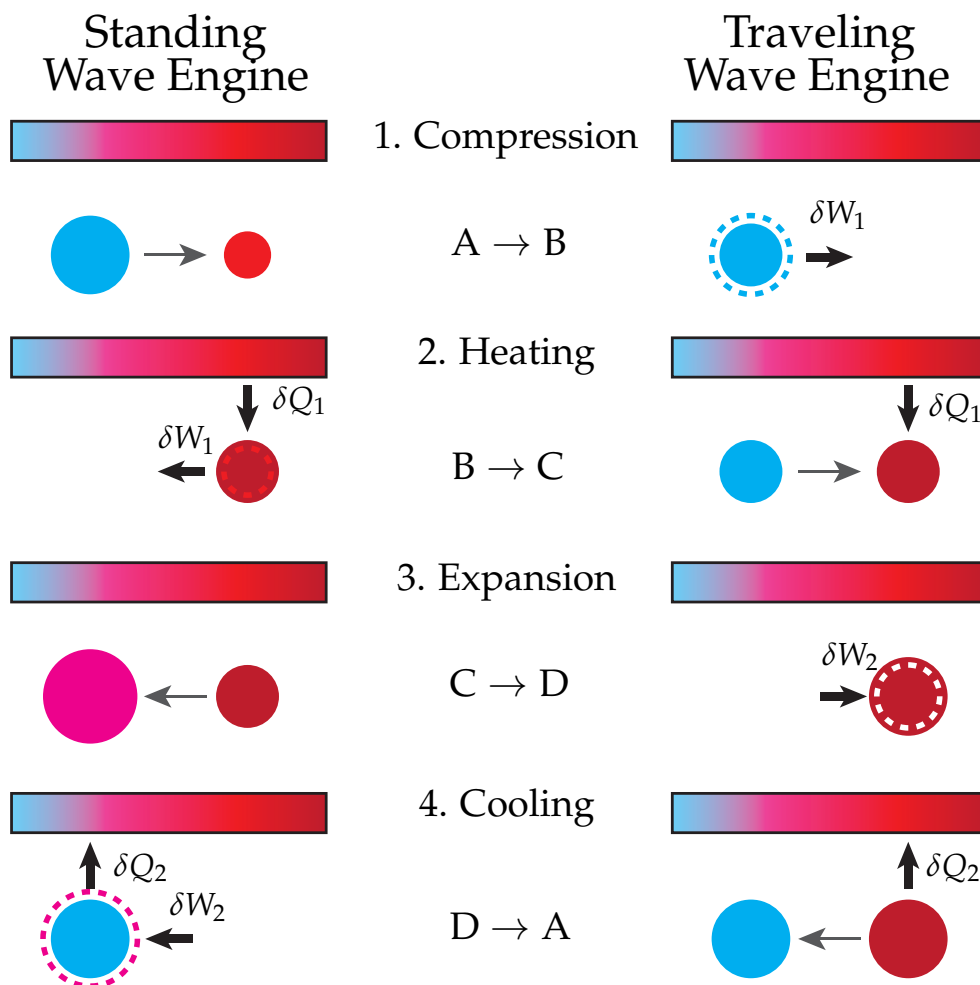 Standing
Wave Engine
Traveling
Wave Engine
1. Compression
A → B
δW₁
2. Heating
δQ₁
δW₁
B → C
δQ₁
3. Expansion
C → D
δW₂
4. Cooling
δQ₂
δW₂
D → A
δQ₂